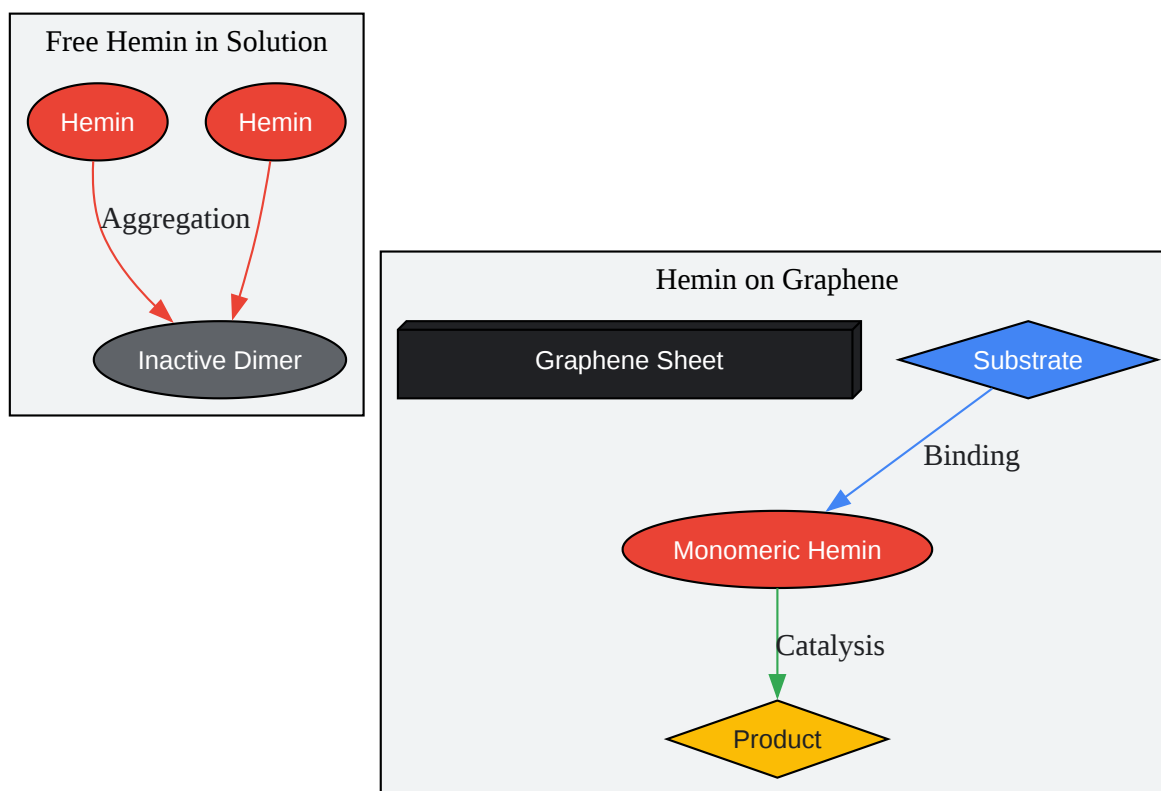 Free Hemin in Solution
Hemin
Hemin
Aggregation
Inactive Dimer
Hemin on Graphene
Graphene Sheet
Substrate
Binding
Monomeric Hemin
Catalysis
Product